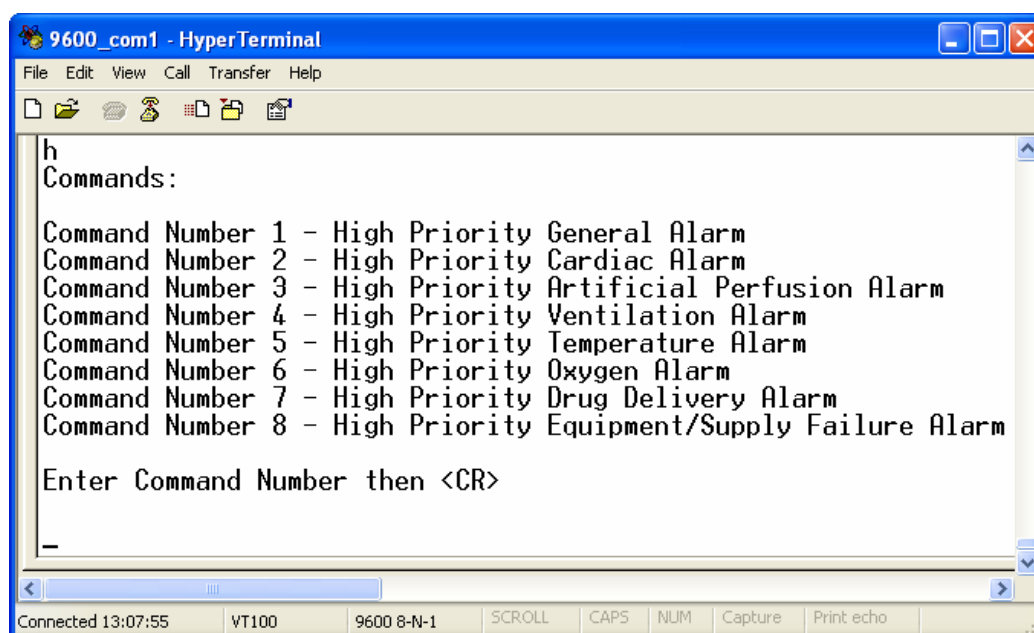 9600_com1 - HyperTerminal
File Edit View Call Transfer Help
h
Commands:
Command Number 1 - High Priority General Alarm
Command Number 2 - High Priority Cardiac Alarm
Command Number 3 - High Priority Artificial Perfusion Alarm
Command Number 4 - High Priority Ventilation Alarm
Command Number 5 - High Priority Temperature Alarm
Command Number 6 - High Priority Oxygen Alarm
Command Number 7 - High Priority Drug Delivery Alarm
Command Number 8 - High Priority Equipment/Supply Failure Alarm
Enter Command Number then <CR>
_
Connected 13:07:55 VT100 9600 8-N-1 SCROLL CAPS NUM Capture Print echo